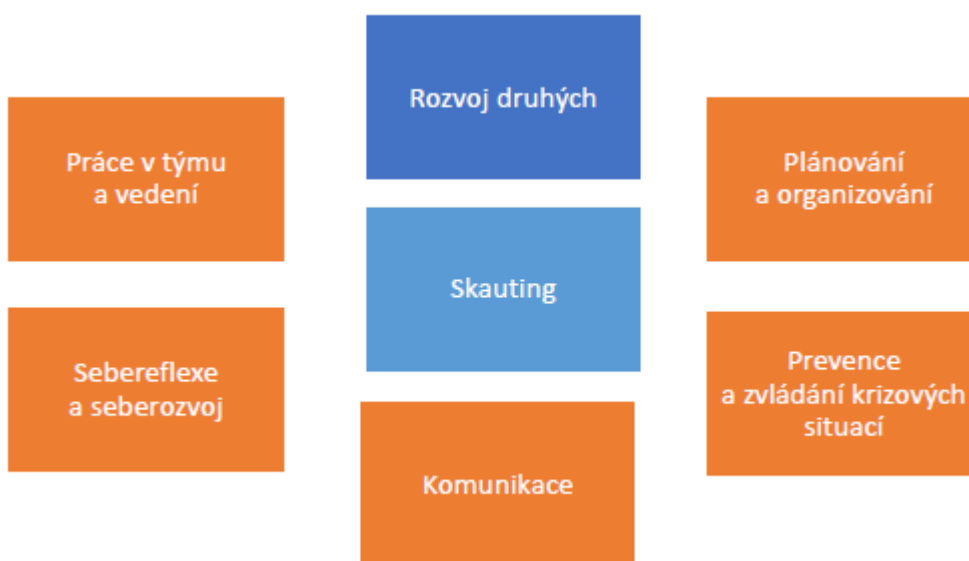 Rozvoj druhých
Práce v týmu
a vedení
Plánování
a organizování
Skauting
Sebereflexe
a seberozvoj
Prevence
a zvládání krizových
situací
Komunikace